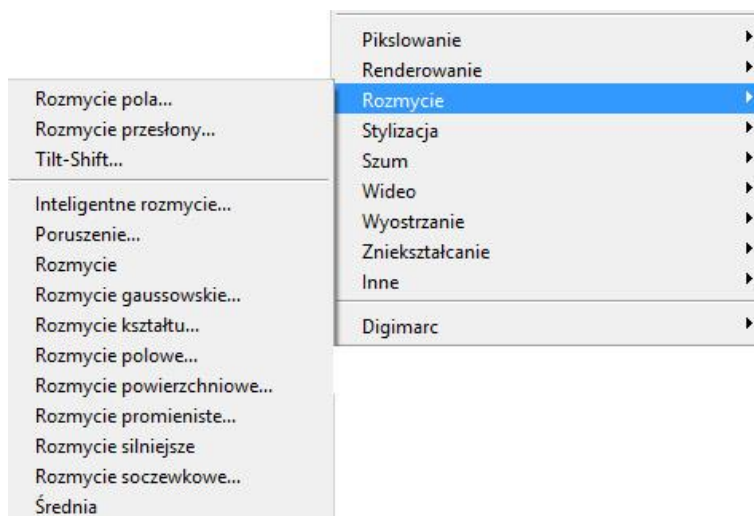 Pikslowanie
Renderowanie
Rozmycie
Stylizacja
Szum
Wideo
Wyostrzanie
Zniekształcanie
Inne
Digimarc
Rozmycie pola...
Rozmycie przesłony...
Tilt-Shift...
Inteligentne rozmycie...
Poruszenie...
Rozmycie
Rozmycie gaussowskie...
Rozmycie kształtu...
Rozmycie polowe...
Rozmycie powierzchniowe...
Rozmycie promieniste...
Rozmycie silniejsze
Rozmycie soczewkowe...
Średnia